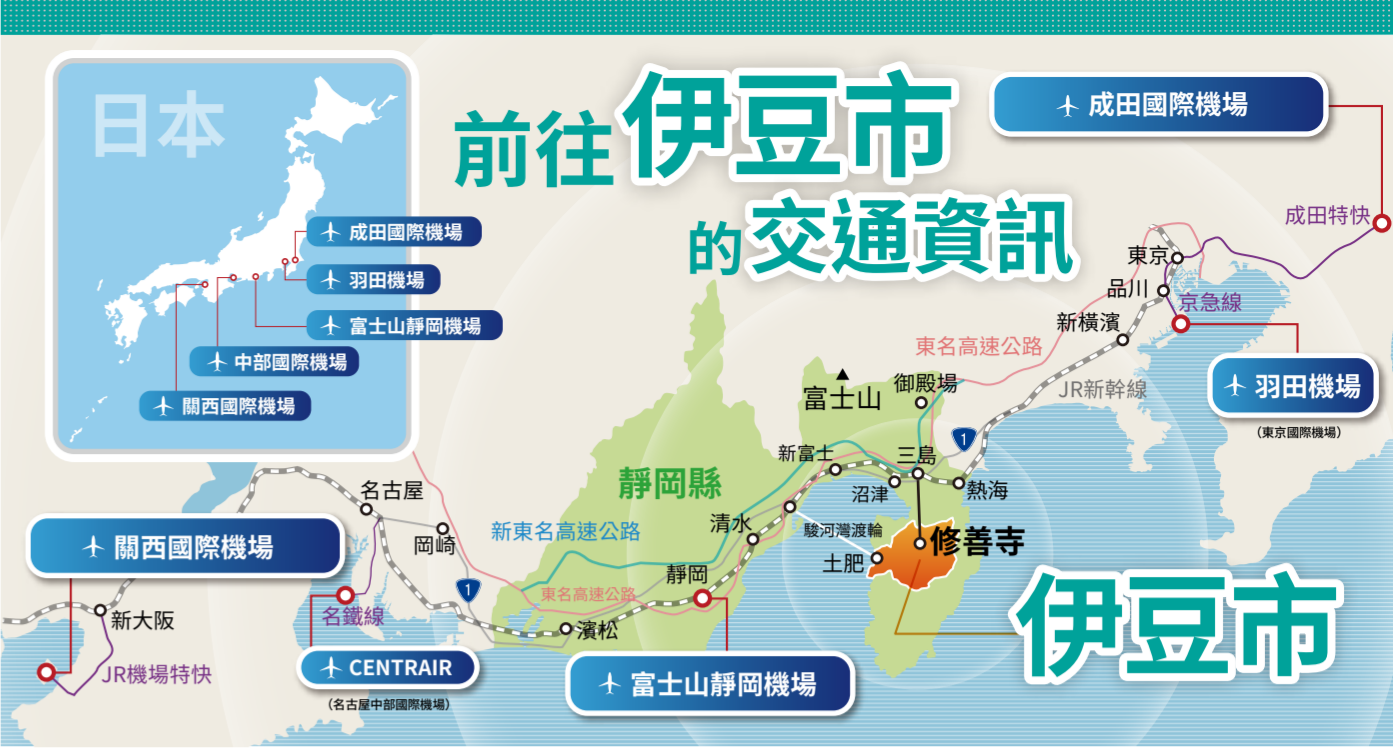 日本
成田國際機場
羽田機場
富士山靜岡機場
中部國際機場
關西國際機場
前往伊豆市
的交通資訊
成田國際機場
成田特快
東京
品川
京急線
新橫濱
東名高速公路
羽田機場
(東京國際機場)
JR新幹線
富士山
御殿場
1
新富士
三島
沼津
熱海
靜岡縣
名古屋
岡崎
新東名高速公路
清水
駿河灣渡輪
修善寺
土肥
關西國際機場
靜岡
1
東名高速公路
名鐵線
新大阪
濱松
伊豆市
JR機場特快
CENTRAIR
(名古屋中部國際機場)
富士山靜岡機場